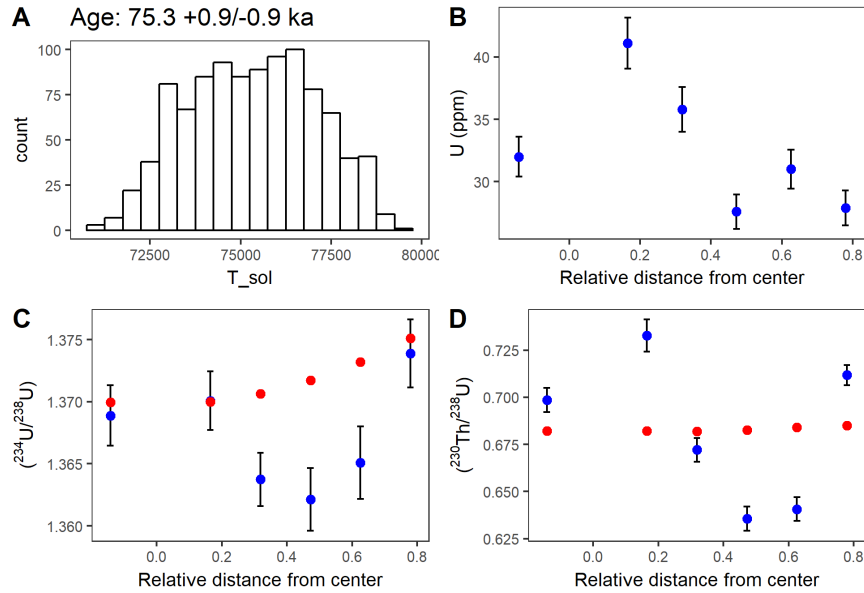 A
Age: 75.3 +0.9/-0.9 ka
100
75
50
25
0
count
72500
75000
77500
80000
T_sol
B
40
35
30
U (ppm)
0.0
0.2
0.4
0.6
0.8
Relative distance from center
C
1.375
1.370
1.365
1.360
(²³⁴U/²³⁸U)
0.0
0.2
0.4
0.6
0.8
Relative distance from center
D
0.725
0.700
0.675
0.650
0.625
(²³⁰Th/²³⁸U)
0.0
0.2
0.4
0.6
0.8
Relative distance from center